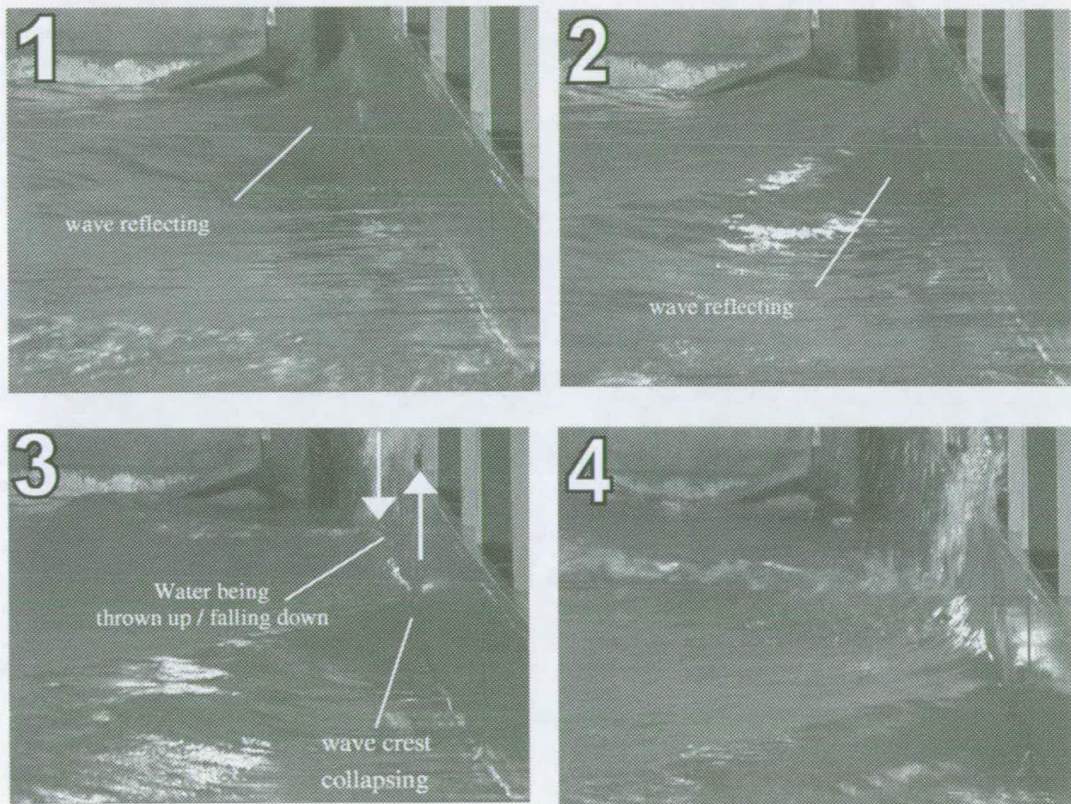 1
wave reflecting
2
wave reflecting
3
Water being
thrown up / falling down
wave crest
collapsing
4